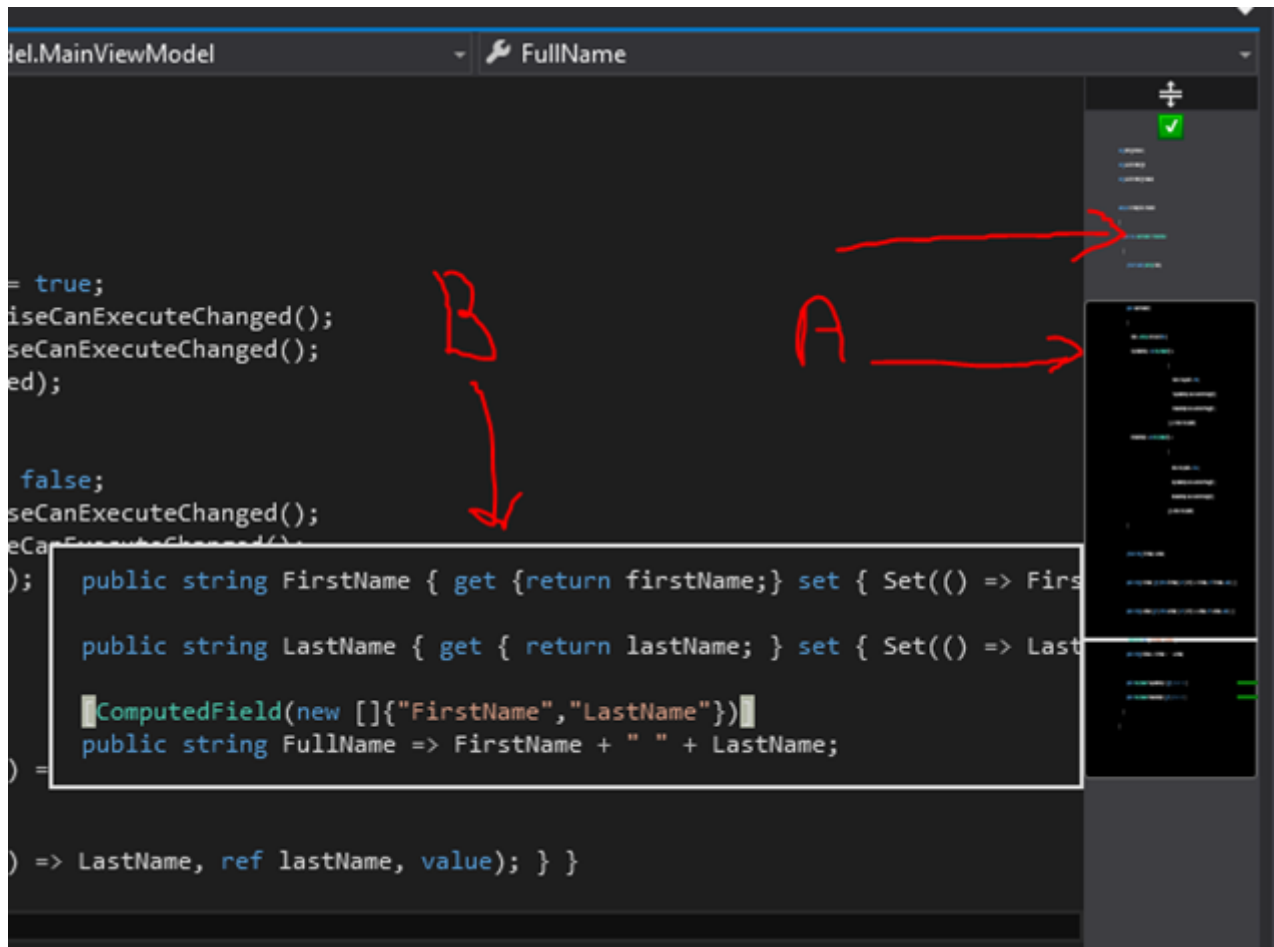 del.MainViewModel
FullName
= true;
iseCanExecuteChanged();
seCanExecuteChanged();
ed);
false;
seCanExecuteChanged();
eCanExecuteChanged();
);
public string FirstName { get {return firstName;} set { Set(() => Firs
public string LastName { get { return lastName; } set { Set(() => Last
[ComputedField(new []{"FirstName","LastName"})]
public string FullName => FirstName + " " + LastName;
) =
) => LastName, ref lastName, value); } }
B
A